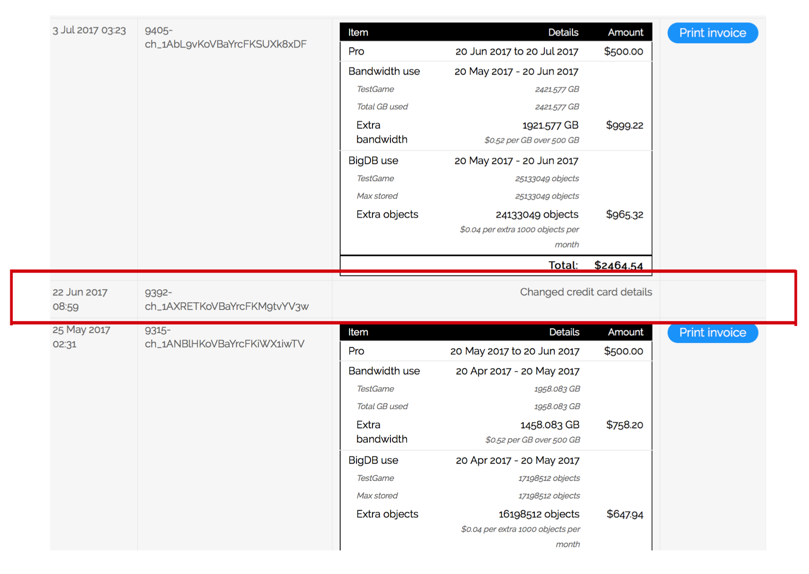 3 Jul 2017 03:23
9405-
ch_1AbL9vKoVBaYrcFKSUXk8xDF
Item Details Amount
Pro 20 Jun 2017 to 20 Jul 2017 $500.00
Bandwidth use 20 May 2017 - 20 Jun 2017
TestGame 2421.577 GB
Total GB used 2421.577 GB
Extra bandwidth 1921.577 GB $999.22
$0.52 per GB over 500 GB
BigDB use 20 May 2017 - 20 Jun 2017
TestGame 25133049 objects
Max stored 25133049 objects
Extra objects 24133049 objects $965.32
$0.04 per extra 1000 objects per
month
Total: $2464.54
Print invoice
22 Jun 2017
08:59
9392-
ch_1AXRETKoVBaYrcFKM9tvYV3w
Changed credit card details
25 May 2017
02:31
9315-
ch_1ANBlHKoVBaYrcFKiWX1iwTV
Item Details Amount
Pro 20 May 2017 to 20 Jun 2017 $500.00
Bandwidth use 20 Apr 2017 - 20 May 2017
TestGame 1958.083 GB
Total GB used 1958.083 GB
Extra bandwidth 1458.083 GB $758.20
$0.52 per GB over 500 GB
BigDB use 20 Apr 2017 - 20 May 2017
TestGame 17198512 objects
Max stored 17198512 objects
Extra objects 16198512 objects $647.94
$0.04 per extra 1000 objects per
month
Print invoice